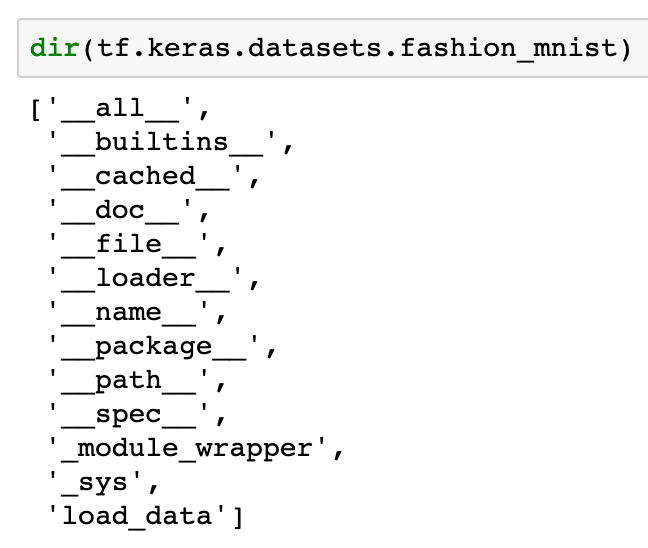 dir(tf.keras.datasets.fashion_mnist)
['__all__',
'__builtins__',
'__cached__',
'__doc__',
'__file__',
'__loader__',
'__name__',
'__package__',
'__path__',
'__spec__',
'_module_wrapper',
'_sys',
'load_data']